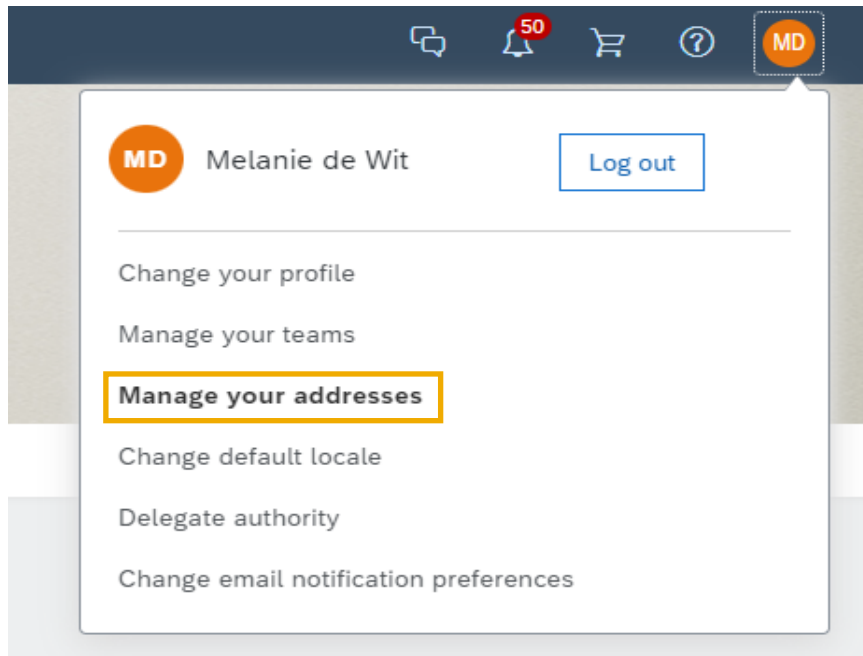 50
MD
MD Melanie de Wit Log out
Change your profile
Manage your teams
Manage your addresses
Change default locale
Delegate authority
Change email notification preferences